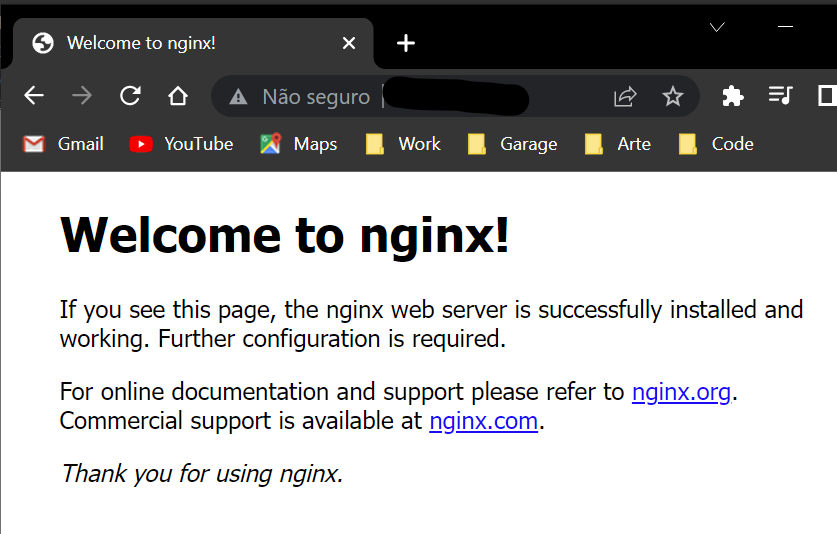 Welcome to nginx!
Não seguro
Gmail YouTube Maps Work Garage Arte Code
Welcome to nginx!
If you see this page, the nginx web server is successfully installed and
working. Further configuration is required.
For online documentation and support please refer to nginx.org.
Commercial support is available at nginx.com.
Thank you for using nginx.